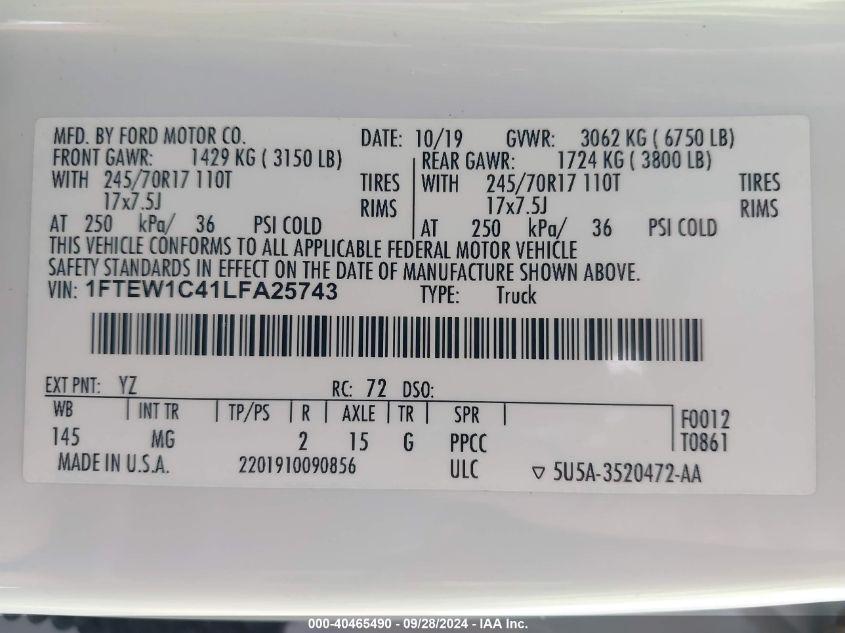 MFD. BY FORD MOTOR CO. DATE: 10/19 GVWR: 3062 KG ( 6750 LB)
FRONT GAWR: 1429 KG ( 3150 LB) REAR GAWR: 1724 KG ( 3800 LB)
WITH 245/70R17 110T TIRES WITH 245/70R17 110T TIRES
17x7.5J RIMS 17x7.5J RIMS
AT 250 kPa/ 36 PSI COLD AT 250 kPa/ 36 PSI COLD
THIS VEHICLE CONFORMS TO ALL APPLICABLE FEDERAL MOTOR VEHICLE
SAFETY STANDARDS IN EFFECT ON THE DATE OF MANUFACTURE SHOWN ABOVE.
VIN: 1FTEW1C41LFA25743 TYPE: Truck
EXT PNT: YZ RC: 72 DSO:
WB INT TR TP/PS R AXLE TR SPR F0012
145 MG 2 15 G PPCC T0861
MADE IN U.S.A. 2201910090856 ULC ▽ 5U5A-3520472-AA
000-40465490 - 09/28/2024 - IAA Inc.